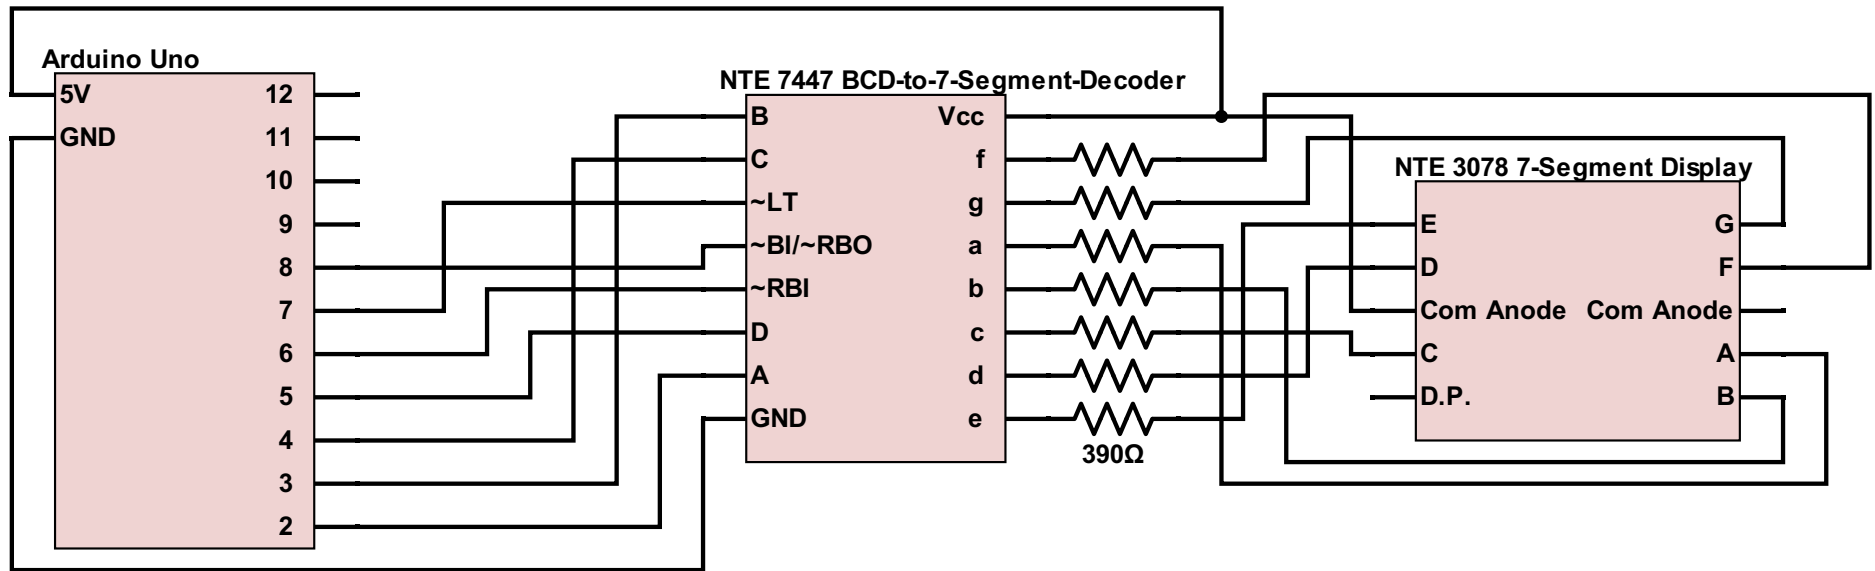 Arduino Uno
5V
GND
12
11
10
9
8
7
6
5
4
3
2
NTE 7447 BCD-to-7-Segment-Decoder
B
C
~LT
~BI/~RBO
~RBI
D
A
GND
Vcc
f
g
a
b
c
d
e
390Ω
NTE 3078 7-Segment Display
E
D
Com Anode
C
D.P.
G
F
Com Anode
A
B